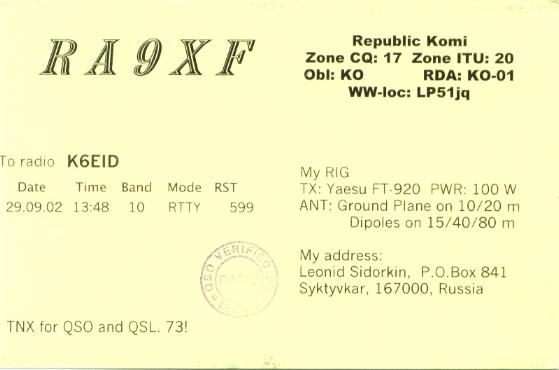 RA9XF
Republic Komi
Zone CQ: 17 Zone ITU: 20
Obl: KO RDA: KO-01
WW-loc: LP51jq
To radio K6EID
Date Time Band Mode RST
29.09.02 13:48 10 RTTY 599
My RIG
TX: Yaesu FT-920 PWR: 100 W
ANT: Ground Plane on 10/20 m
Dipoles on 15/40/80 m
My address:
Leonid Sidorkin, P.O.Box 841
Syktyvkar, 167000, Russia
QSO VERIFIED
RA9XF
TNX for QSO and QSL. 73!